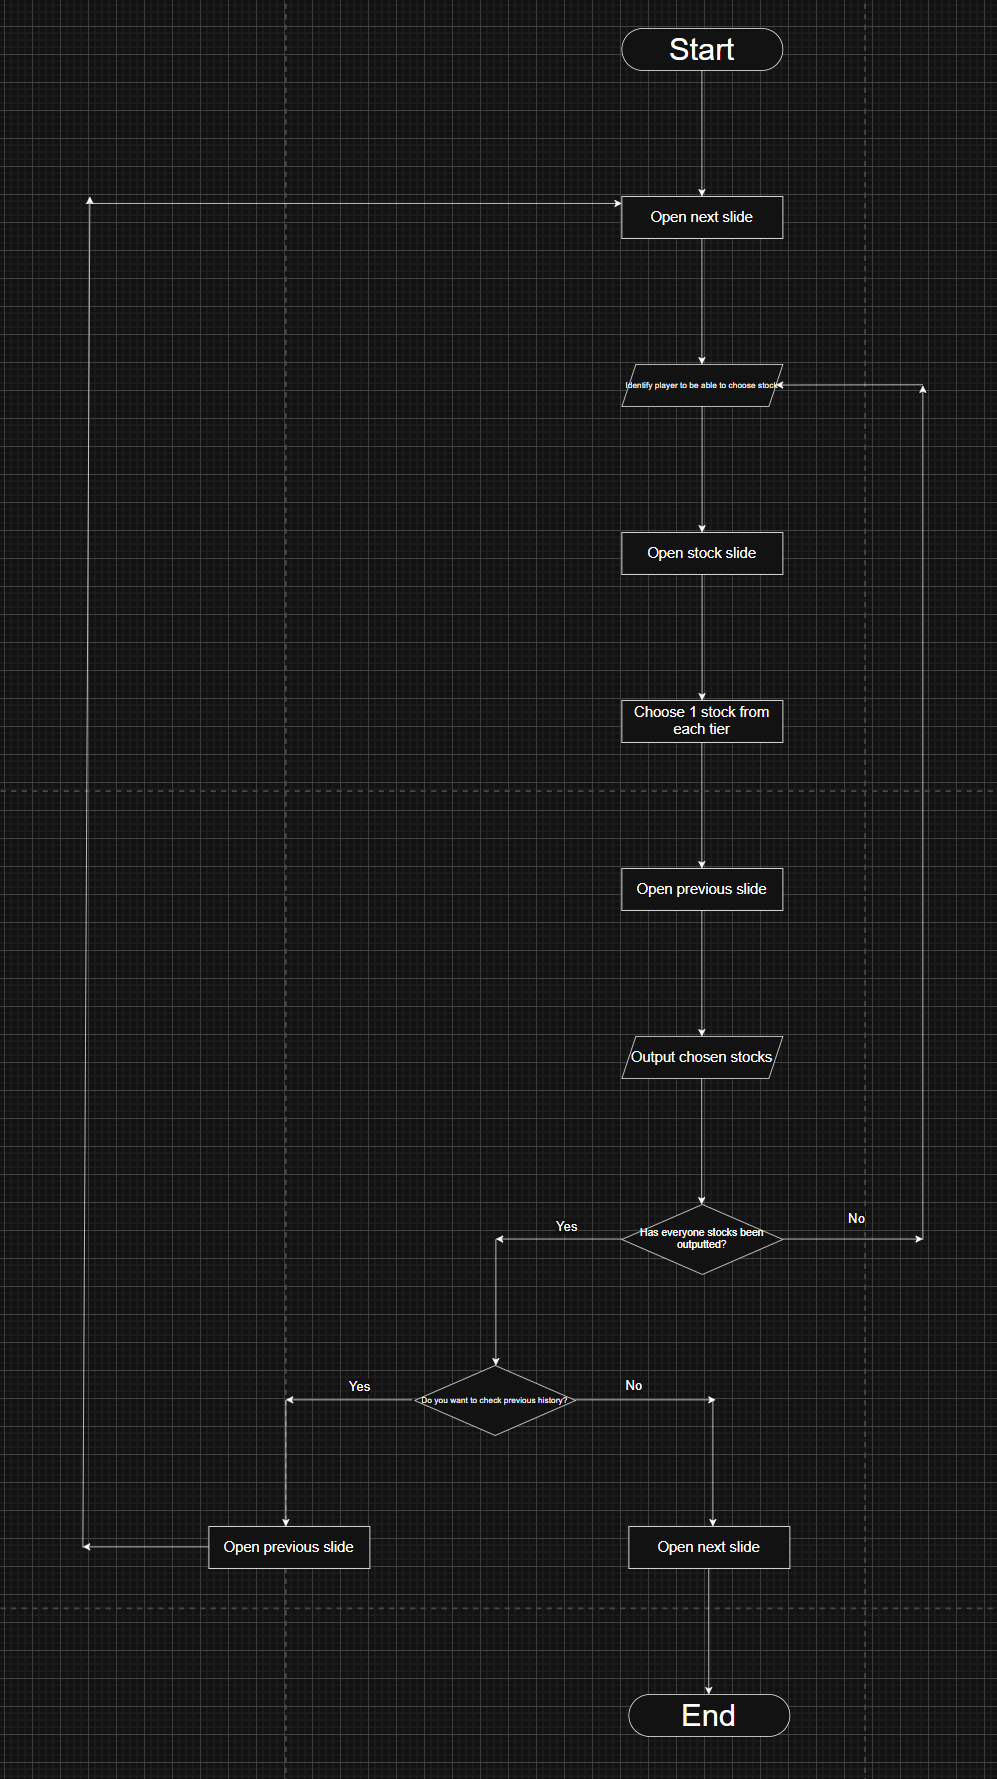 Start
Open next slide
Identify player to be able to choose stock
Open stock slide
Choose 1 stock from
each tier
Open previous slide
Output chosen stocks
Has everyone stocks been
outputted?
Yes
No
Do you want to check previous history?
Yes
No
Open previous slide
Open next slide
End